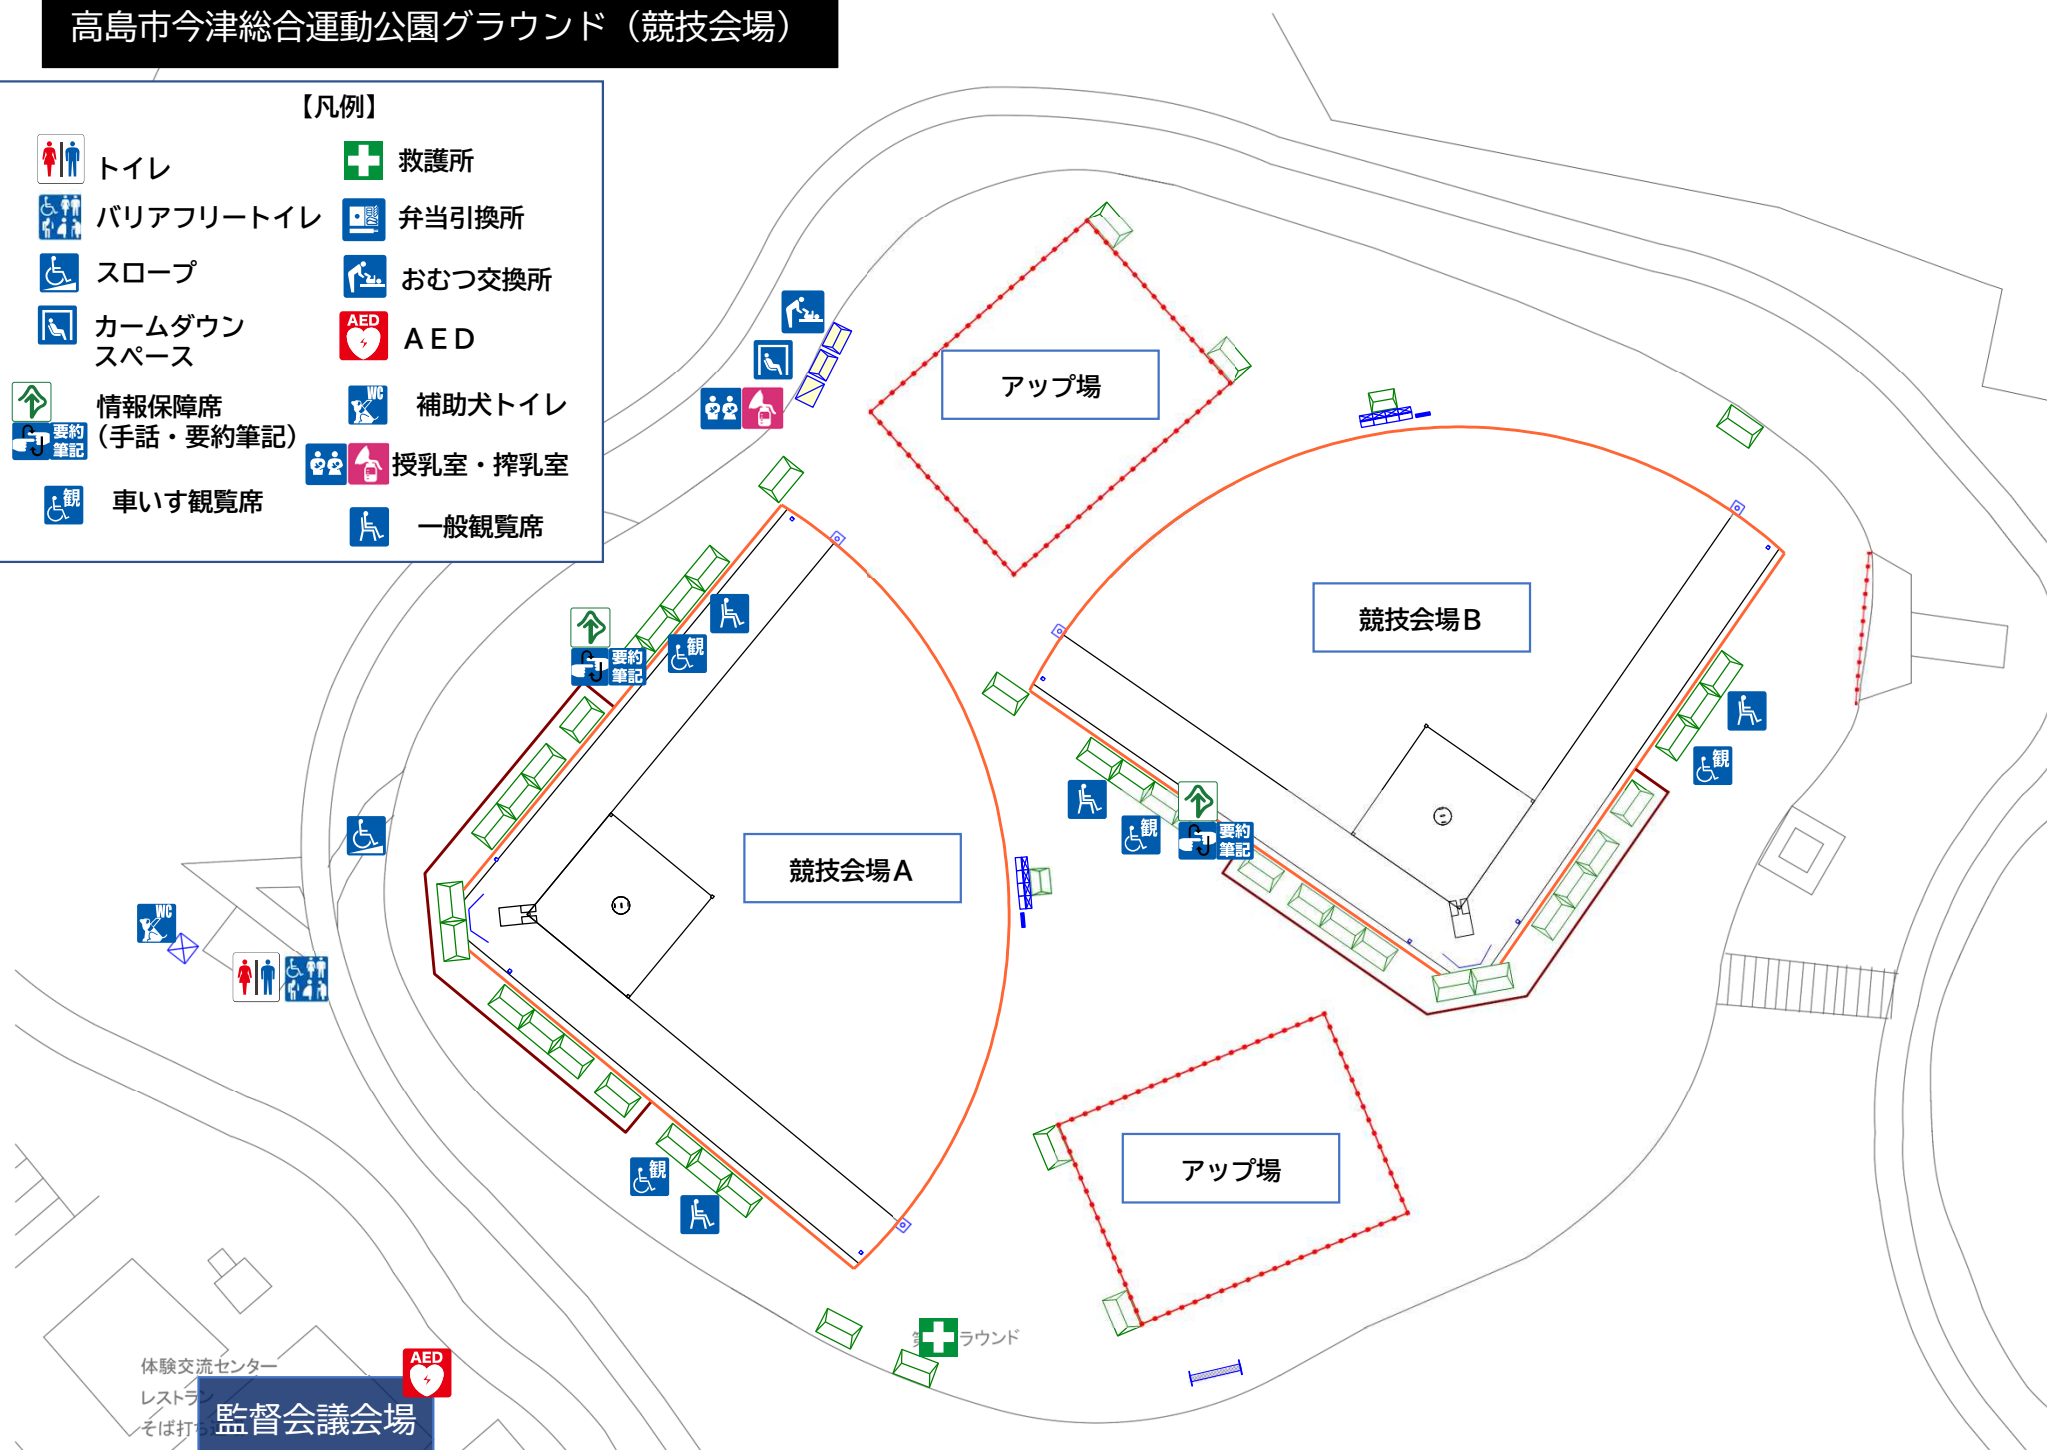 高島市今津総合運動公園グラウンド（競技会場）
【凡例】
トイレ
救護所
バリアフリートイレ
弁当引換所
スロープ
おむつ交換所
カームダウン
スペース
AED
ＡＥＤ
情報保障席
（手話・要約筆記）
要約
筆記
WC
補助犬トイレ
授乳室・搾乳室
観
車いす観覧席
一般観覧席
アップ場
競技会場Ｂ
観
要約
筆記
観
観
要約
筆記
競技会場Ａ
WC
観
アップ場
ラウンド
体験交流センター
レストラン
そば打ち
AED
監督会議会場